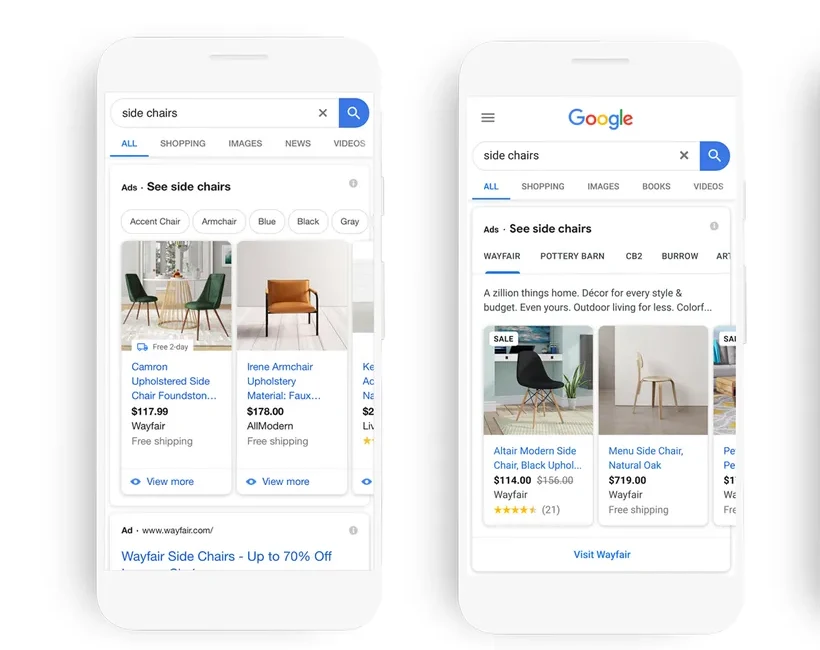 side chairs
ALL SHOPPING IMAGES NEWS VIDEOS
Ads · See side chairs
Accent Chair Armchair Blue Black Gray
Free 2-day
Camron
Upholstered Side
Chair Foundston...
$117.99
Wayfair
Free shipping
View more
Irene Armchair
Upholstery
Material: Faux...
$178.00
AllModern
Free shipping
View more
Ad · www.wayfair.com/
Wayfair Side Chairs - Up to 70% Off
Google
side chairs
ALL SHOPPING IMAGES BOOKS VIDEOS
Ads · See side chairs
WAYFAIR POTTERY BARN CB2 BURROW
A zillion things home. Décor for every style &
budget. Even yours. Outdoor living for less. Colorf...
SALE
Altair Modern Side
Chair, Black Uphol...
$114.00 $156.00
Wayfair
(21)
Menu Side Chair,
Natural Oak
$719.00
Wayfair
Free shipping
Visit Wayfair